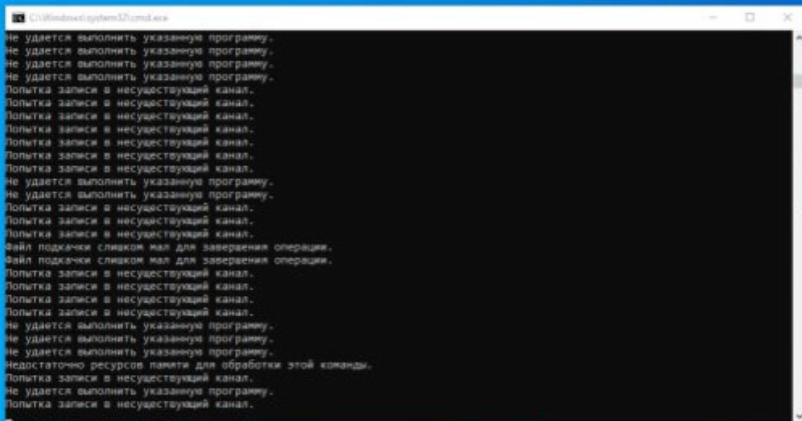 C:\Windows\system32\cmd.exe
Не удается выполнить указанную программу.
Не удается выполнить указанную программу.
Не удается выполнить указанную программу.
Не удается выполнить указанную программу.
Попытка записи в несуществующий канал.
Попытка записи в несуществующий канал.
Попытка записи в несуществующий канал.
Попытка записи в несуществующий канал.
Попытка записи в несуществующий канал.
Попытка записи в несуществующий канал.
Попытка записи в несуществующий канал.
Не удается выполнить указанную программу.
Не удается выполнить указанную программу.
Попытка записи в несуществующий канал.
Попытка записи в несуществующий канал.
Попытка записи в несуществующий канал.
Файл подкачки слишком мал для завершения операции.
Файл подкачки слишком мал для завершения операции.
Попытка записи в несуществующий канал.
Попытка записи в несуществующий канал.
Попытка записи в несуществующий канал.
Попытка записи в несуществующий канал.
Не удается выполнить указанную программу.
Не удается выполнить указанную программу.
Не удается выполнить указанную программу.
Недостаточно ресурсов памяти для обработки этой команды.
Попытка записи в несуществующий канал.
Не удается выполнить указанную программу.
Попытка записи в несуществующий канал.